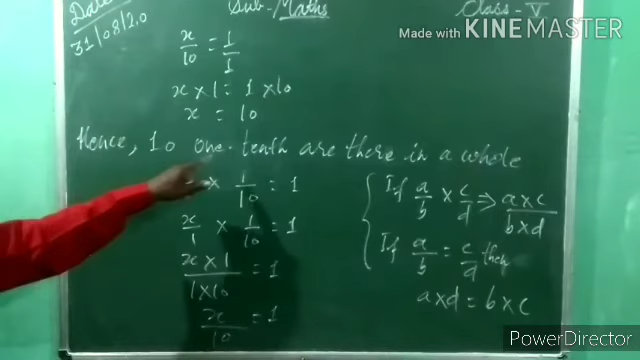 Date
31/08/20
Sub-Maths
Class-V
Made with KINEMASTER
x/10 = 1/1
x × 1 = 1 × 10
x = 10
Hence, 10 one-tenth are there in a whole
× 1/10 = 1
x/1 × 1/10 = 1
x × 1/1 × 10 = 1
x/10 = 1
If a/b × c/d ⇒ a × c/b × d
If a/b = c/d then
a × d = b × c
PowerDirector